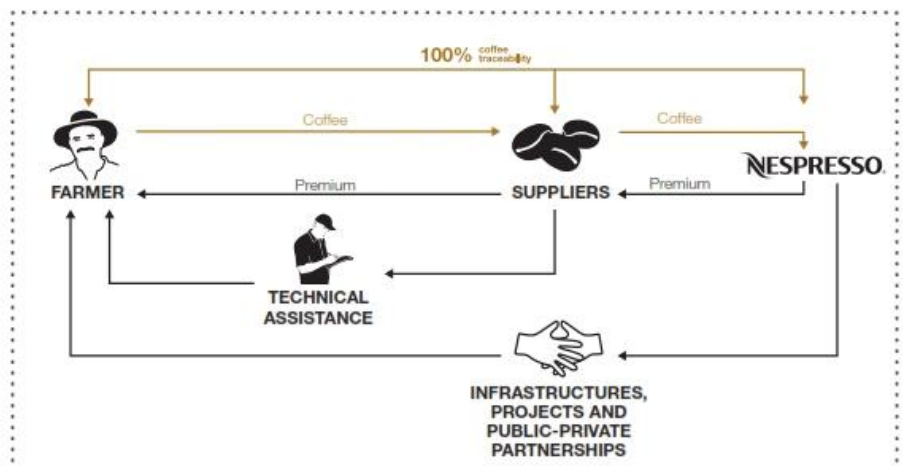 100% coffee
traceability
Coffee
Coffee
NESPRESSO.
FARMER
Premium
SUPPLIERS
Premium
TECHNICAL
ASSISTANCE
INFRASTRUCTURES,
PROJECTS AND
PUBLIC-PRIVATE
PARTNERSHIPS